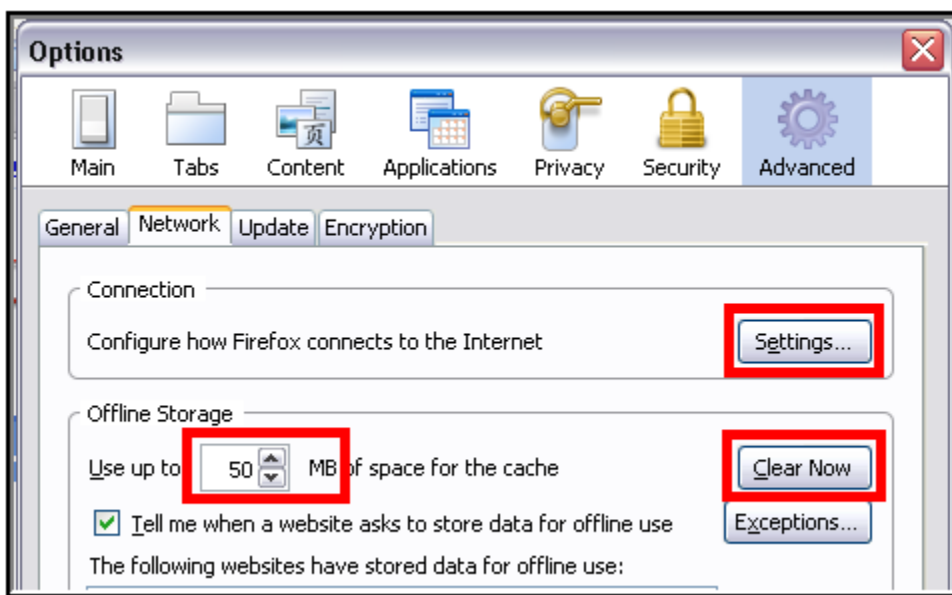 Options
页
Main Tabs Content Applications Privacy Security Advanced
General Network Update Encryption
Connection
Configure how Firefox connects to the Internet Settings...
Offline Storage
Use up to 50 MB of space for the cache Clear Now
Tell me when a website asks to store data for offline use Exceptions...
The following websites have stored data for offline use: